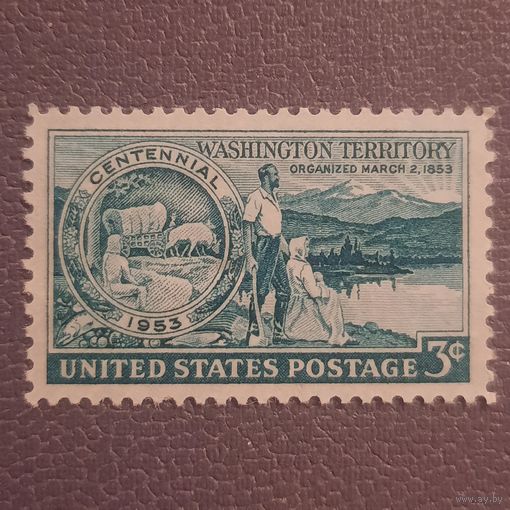 CENTENNIAL
1953
WASHINGTON TERRITORY
ORGANIZED MARCH 2, 1853
UNITED STATES POSTAGE 3¢
www.ay.by